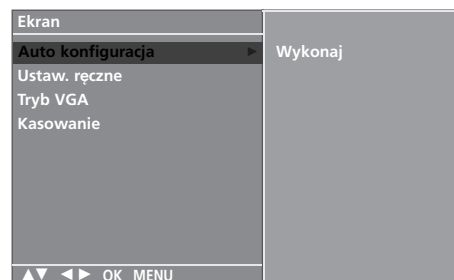 Ekran
Auto konfiguracja ► Wykonaj
Ustaw. ręczne
Tryb VGA
Kasowanie
▲▼ ◄► OK MENU